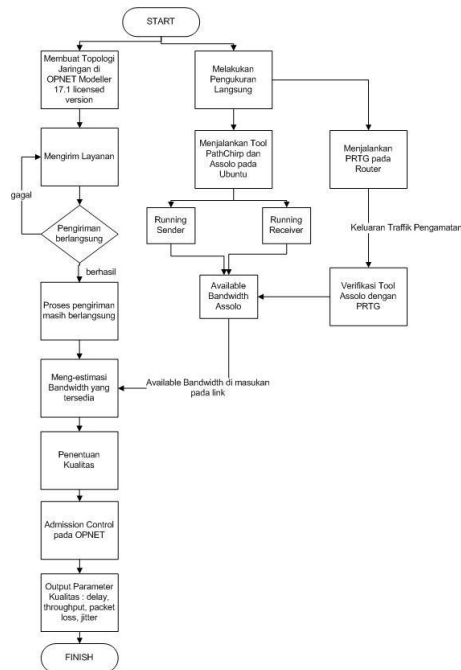 START
Membuat Topologi
Jaringan di
OPNET Modeller
17.1 licensed
version
Melakukan
Pengukuran
Langsung
Mengirim Layanan
gagal
Pengiriman
berlangsung
berhasil
Menjalankan Tool
PathChirp dan
Assolo pada
Ubuntu
Menjalankan
PRTG pada
Router
Running
Sender
Running
Receiver
Keluaran Traffik Pengamatan
Proses pengiriman
masih berlangsung
Available
Bandwidth
Assolo
Verifikasi Tool
Assolo dengan
PRTG
Meng-estimasi
Bandwidth yang
tersedia
Available Bandwidth di masukan
pada link
Penentuan
Kualitas
Admission Control
pada OPNET
Output Parameter
Kualitas : delay,
throughput, packet
loss, jitter
FINISH